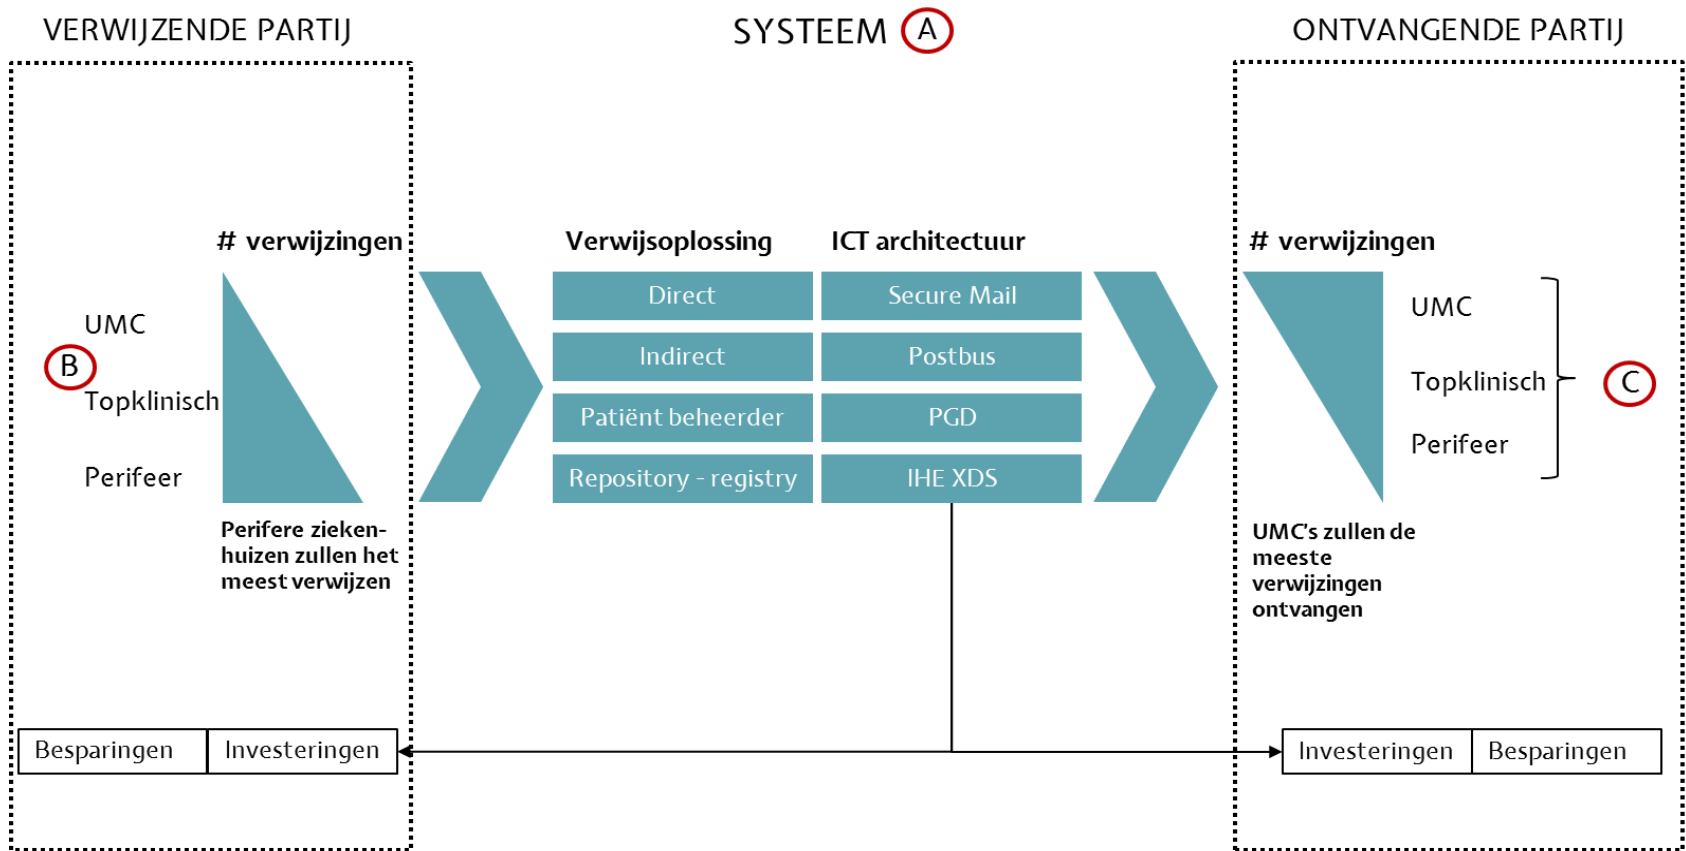 VERWIJZENDE PARTIJ
SYSTEEM A
ONTVANGENDE PARTIJ
# verwijzingen
UMC
B
Topklinisch
Perifeer
Perifere zieken-
huizen zullen het
meest verwijzen
Verwijsoplossing
ICT architectuur
Direct
Secure Mail
Indirect
Postbus
Patiënt beheerder
PGD
Repository - registry
IHE XDS
# verwijzingen
UMC
Topklinisch
C
Perifeer
UMC's zullen de
meeste
verwijzingen
ontvangen
Besparingen
Investeringen
Investeringen
Besparingen